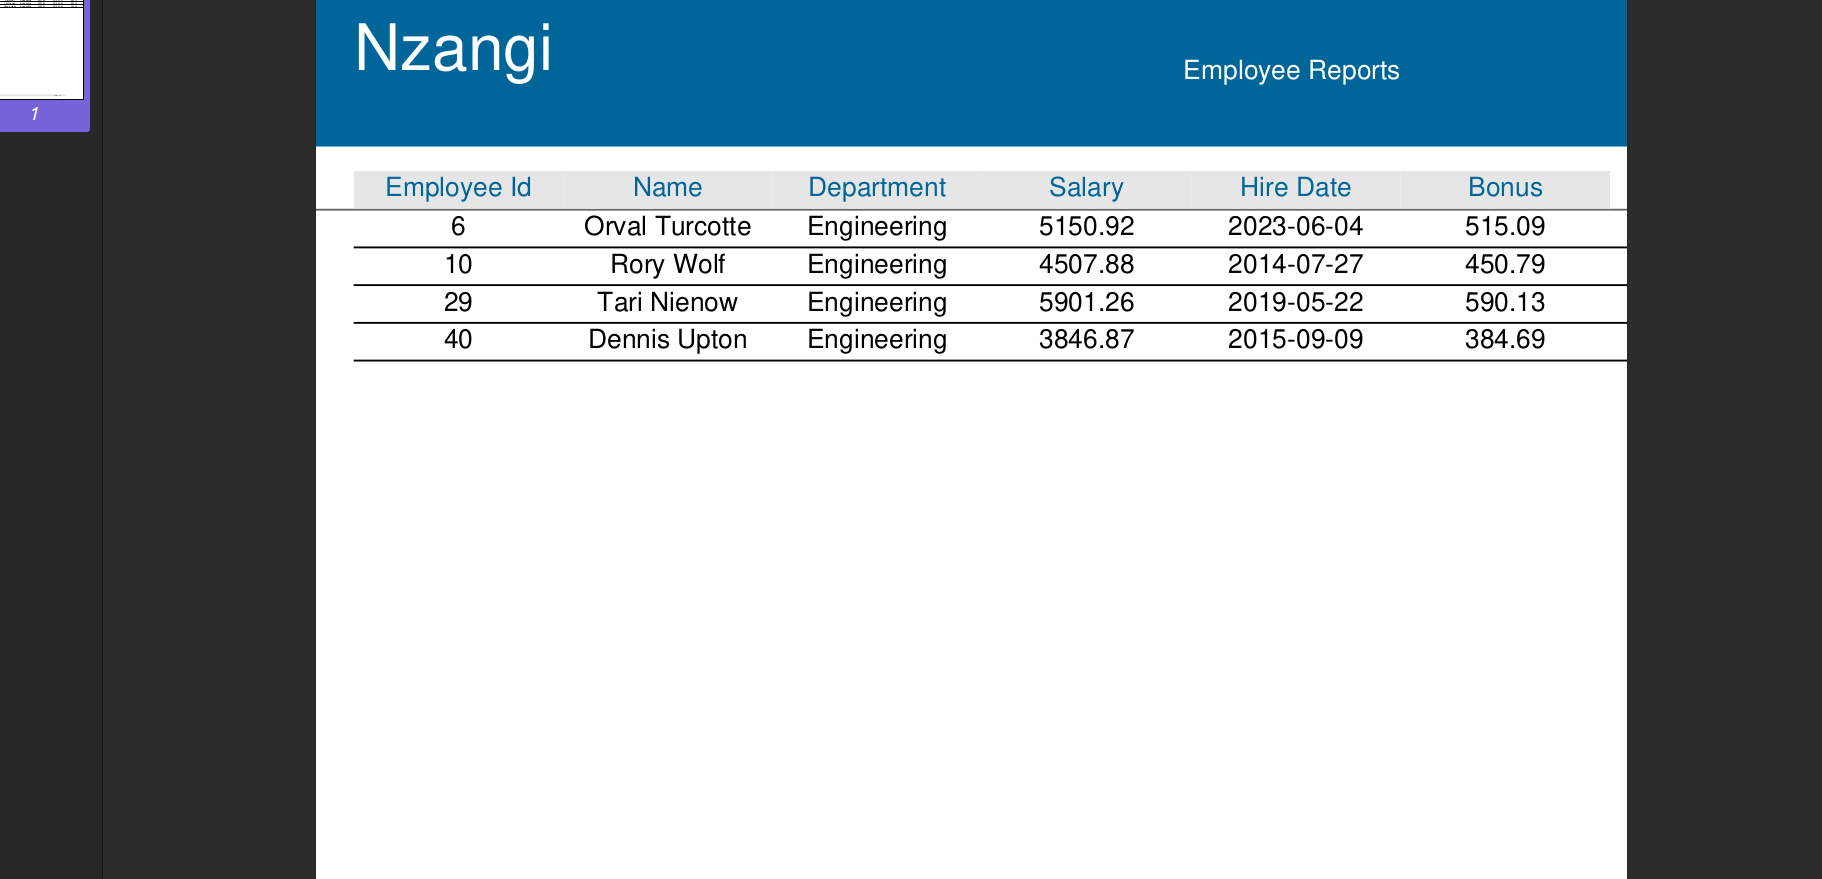 Nzangi
Employee Reports
1
Employee Id Name Department Salary Hire Date Bonus
6 Orval Turcotte Engineering 5150.92 2023-06-04 515.09
10 Rory Wolf Engineering 4507.88 2014-07-27 450.79
29 Tari Nienow Engineering 5901.26 2019-05-22 590.13
40 Dennis Upton Engineering 3846.87 2015-09-09 384.69